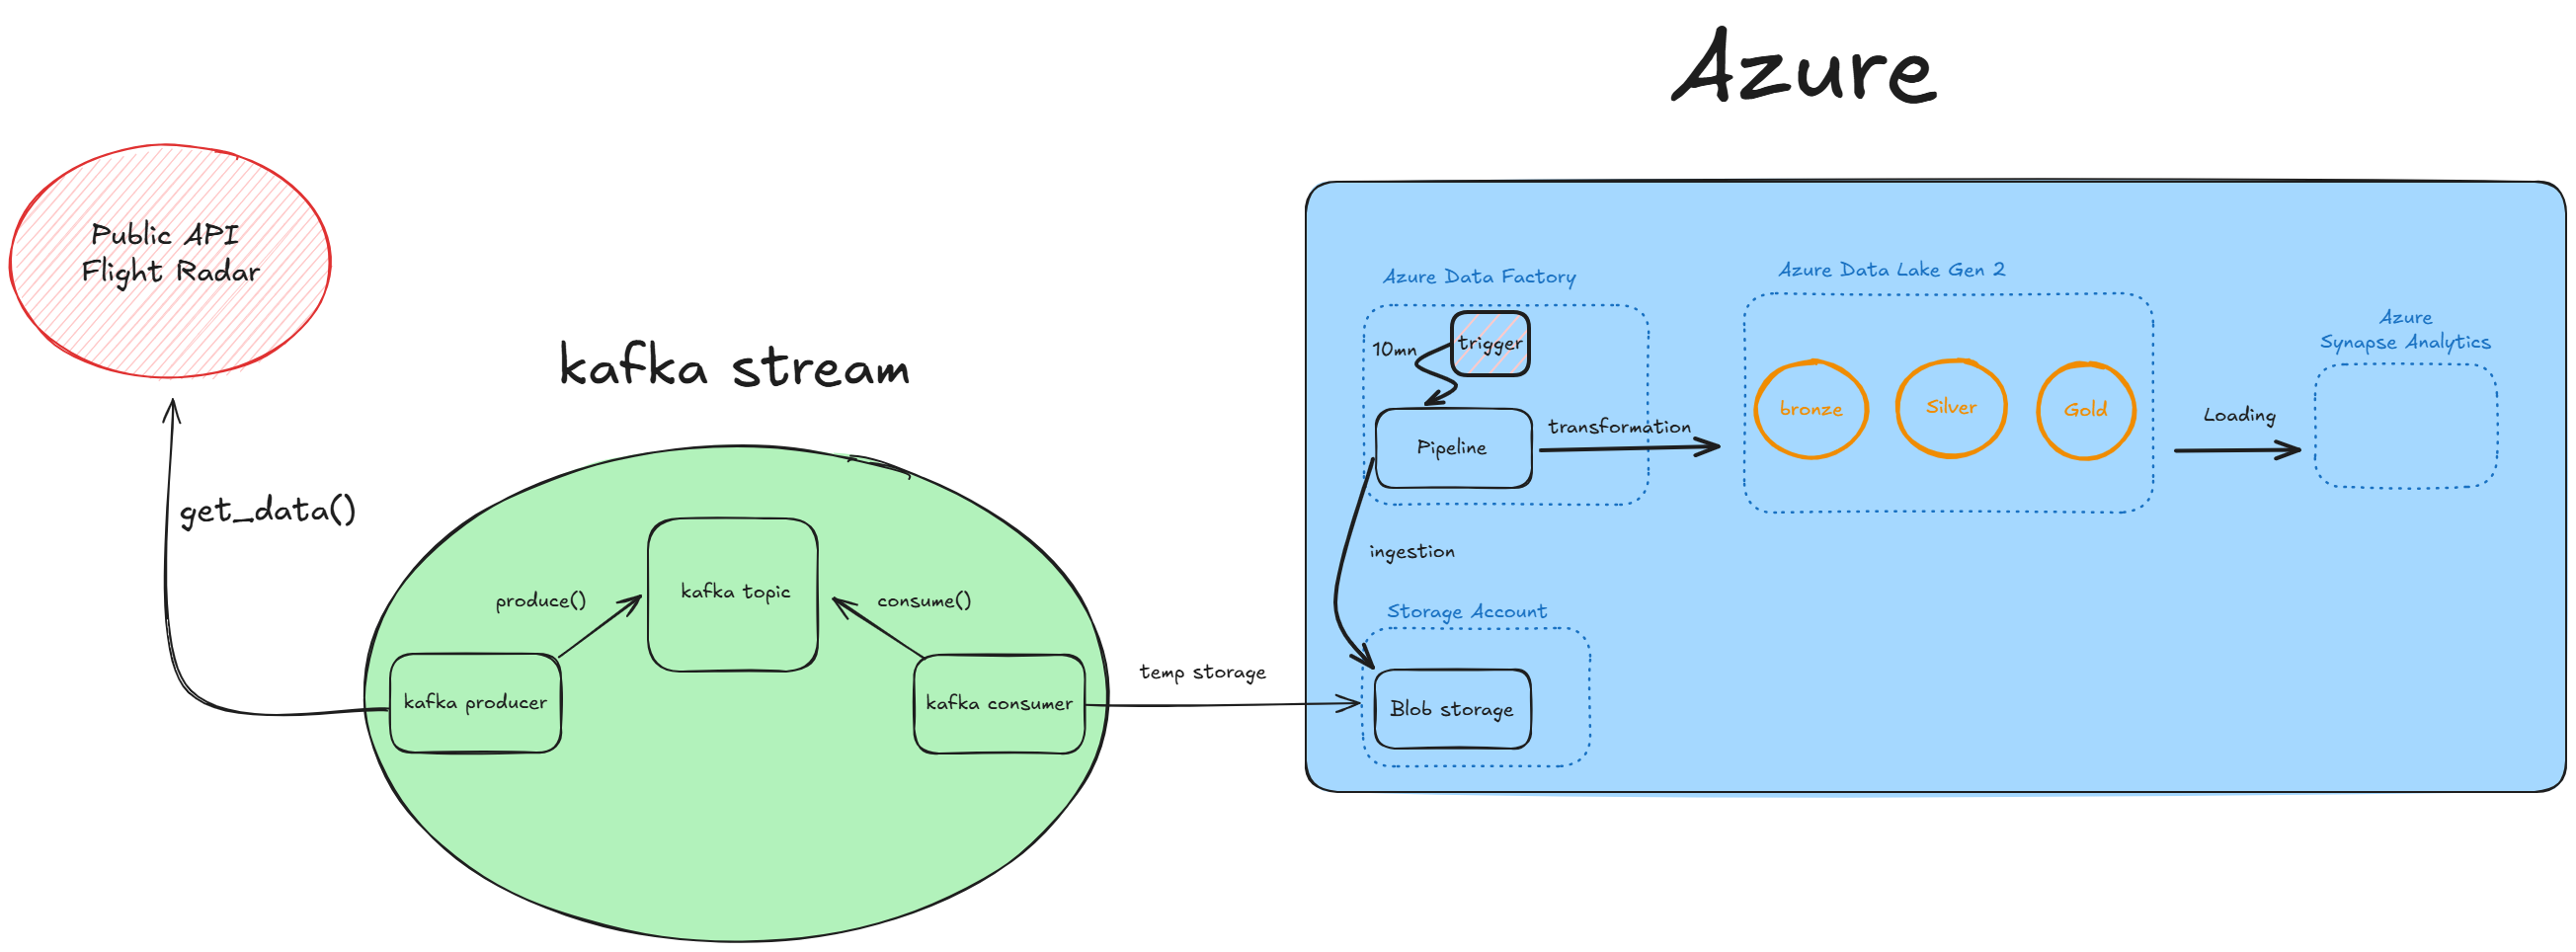 Azure
Public API
Flight Radar
kafka stream
get_data()
produce()
kafka topic
consume()
kafka producer
kafka consumer
temp storage
Azure Data Factory
10mn
trigger
Pipeline
transformation
ingestion
Storage Account
Blob storage
Azure Data Lake Gen 2
bronze
Silver
Gold
Loading
Azure
Synapse Analytics